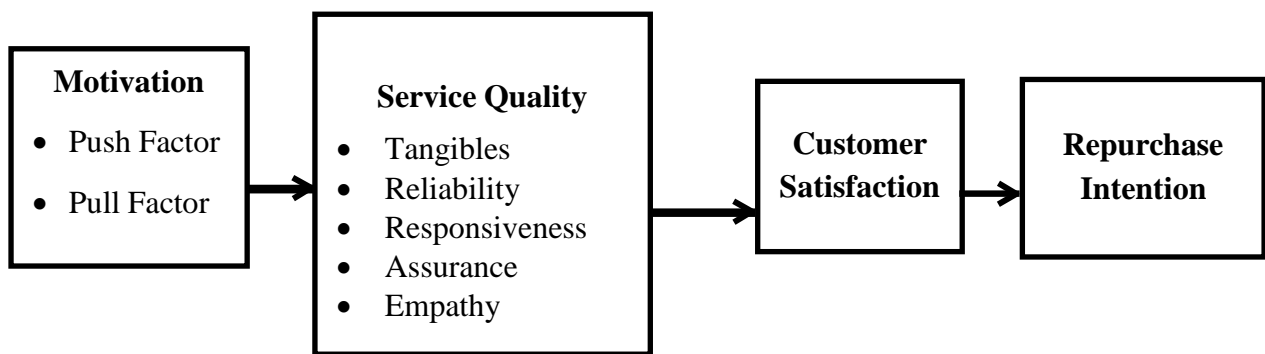 Motivation
• Push Factor
• Pull Factor
Service Quality
• Tangibles
• Reliability
• Responsiveness
• Assurance
• Empathy
Customer
Satisfaction
Repurchase
Intention